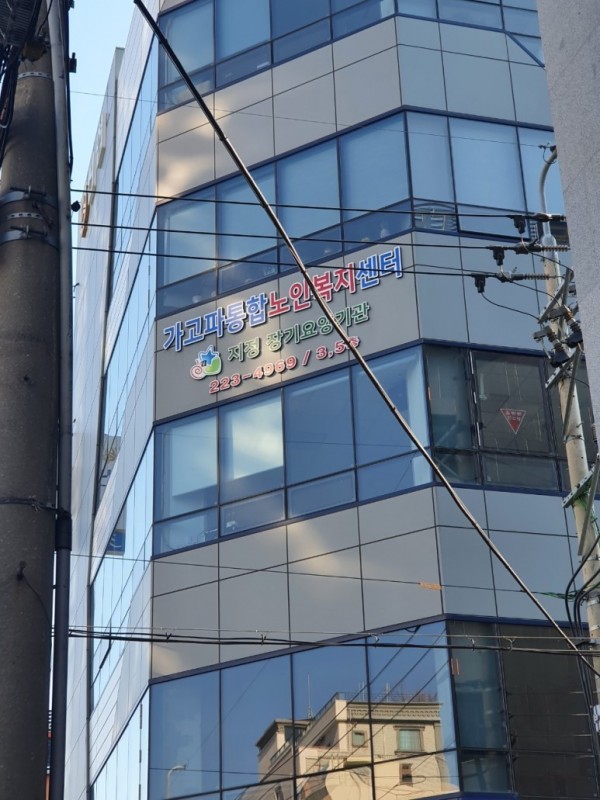 가고파통합노인복지센터
지정 장기요양기관
223-4969 / 3,5층